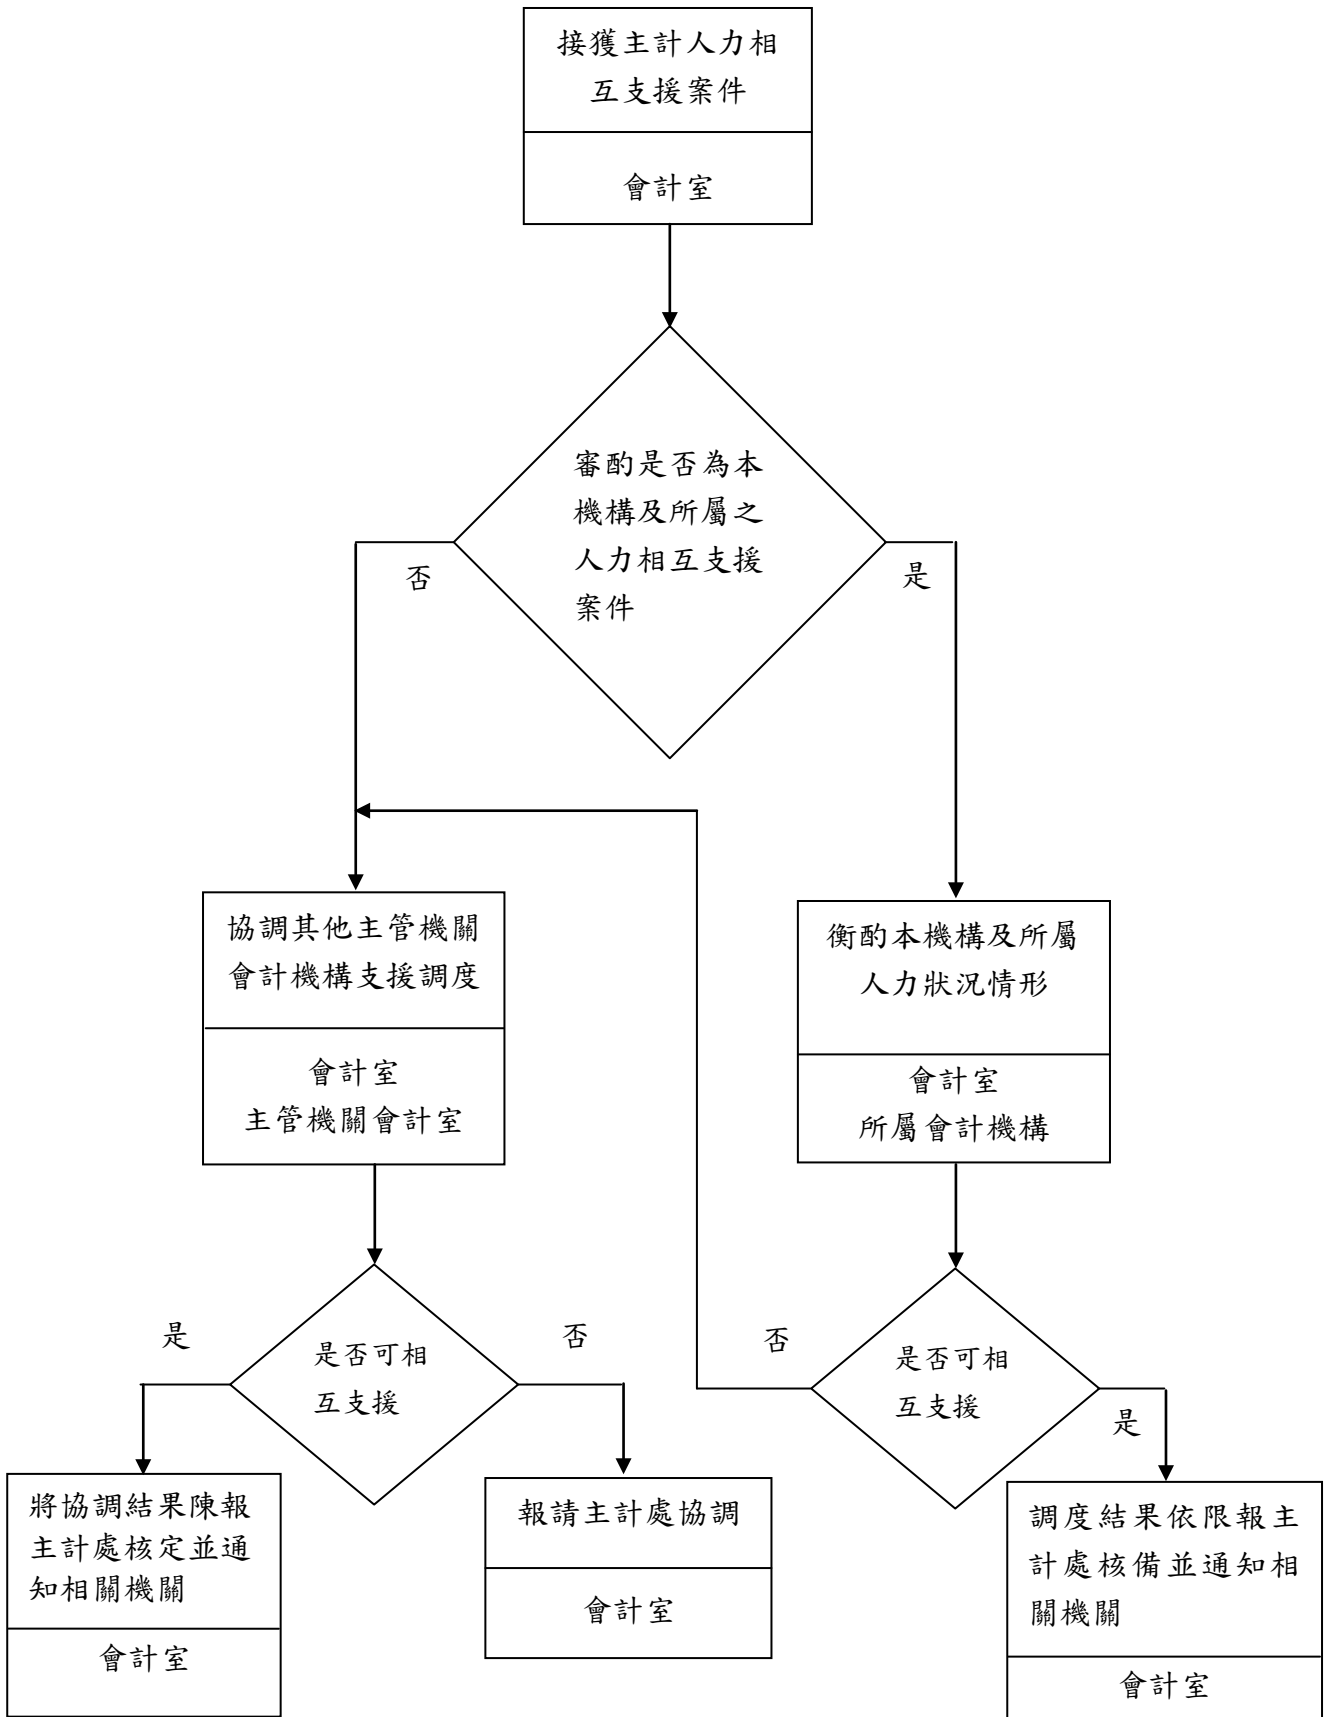 接獲主計人力相
互支援案件
會計室
審酌是否為本
機構及所屬之
人力相互支援
案件
否
是
協調其他主管機關
會計機構支援調度
會計室
主管機關會計室
衡酌本機構及所屬
人力狀況情形
會計室
所屬會計機構
是
是否可相
互支援
否
否
是否可相
互支援
是
將協調結果陳報
主計處核定並通
知相關機關
會計室
報請主計處協調
會計室
調度結果依限報主
計處核備並通知相
關機關
會計室